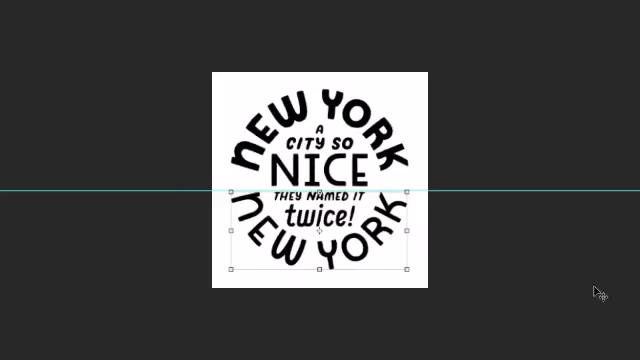 NEW YORK
A
CITY SO
NICE
THEY NAMED IT
twice!
NEW YORK